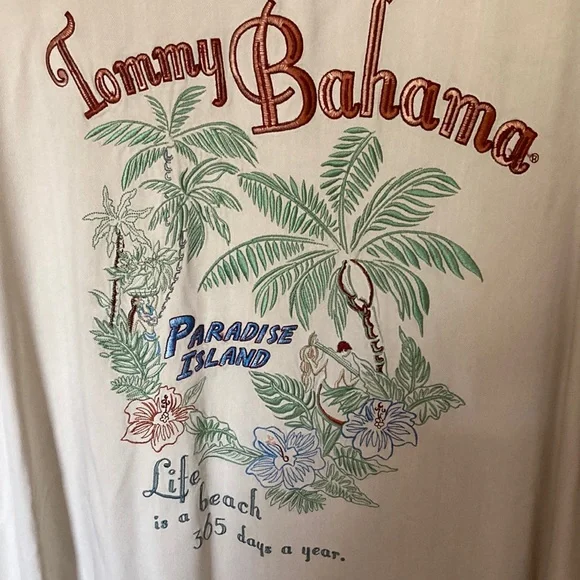 Tommy Bahama®
PARADISE
ISLAND
Life
is a beach
365 days a year.